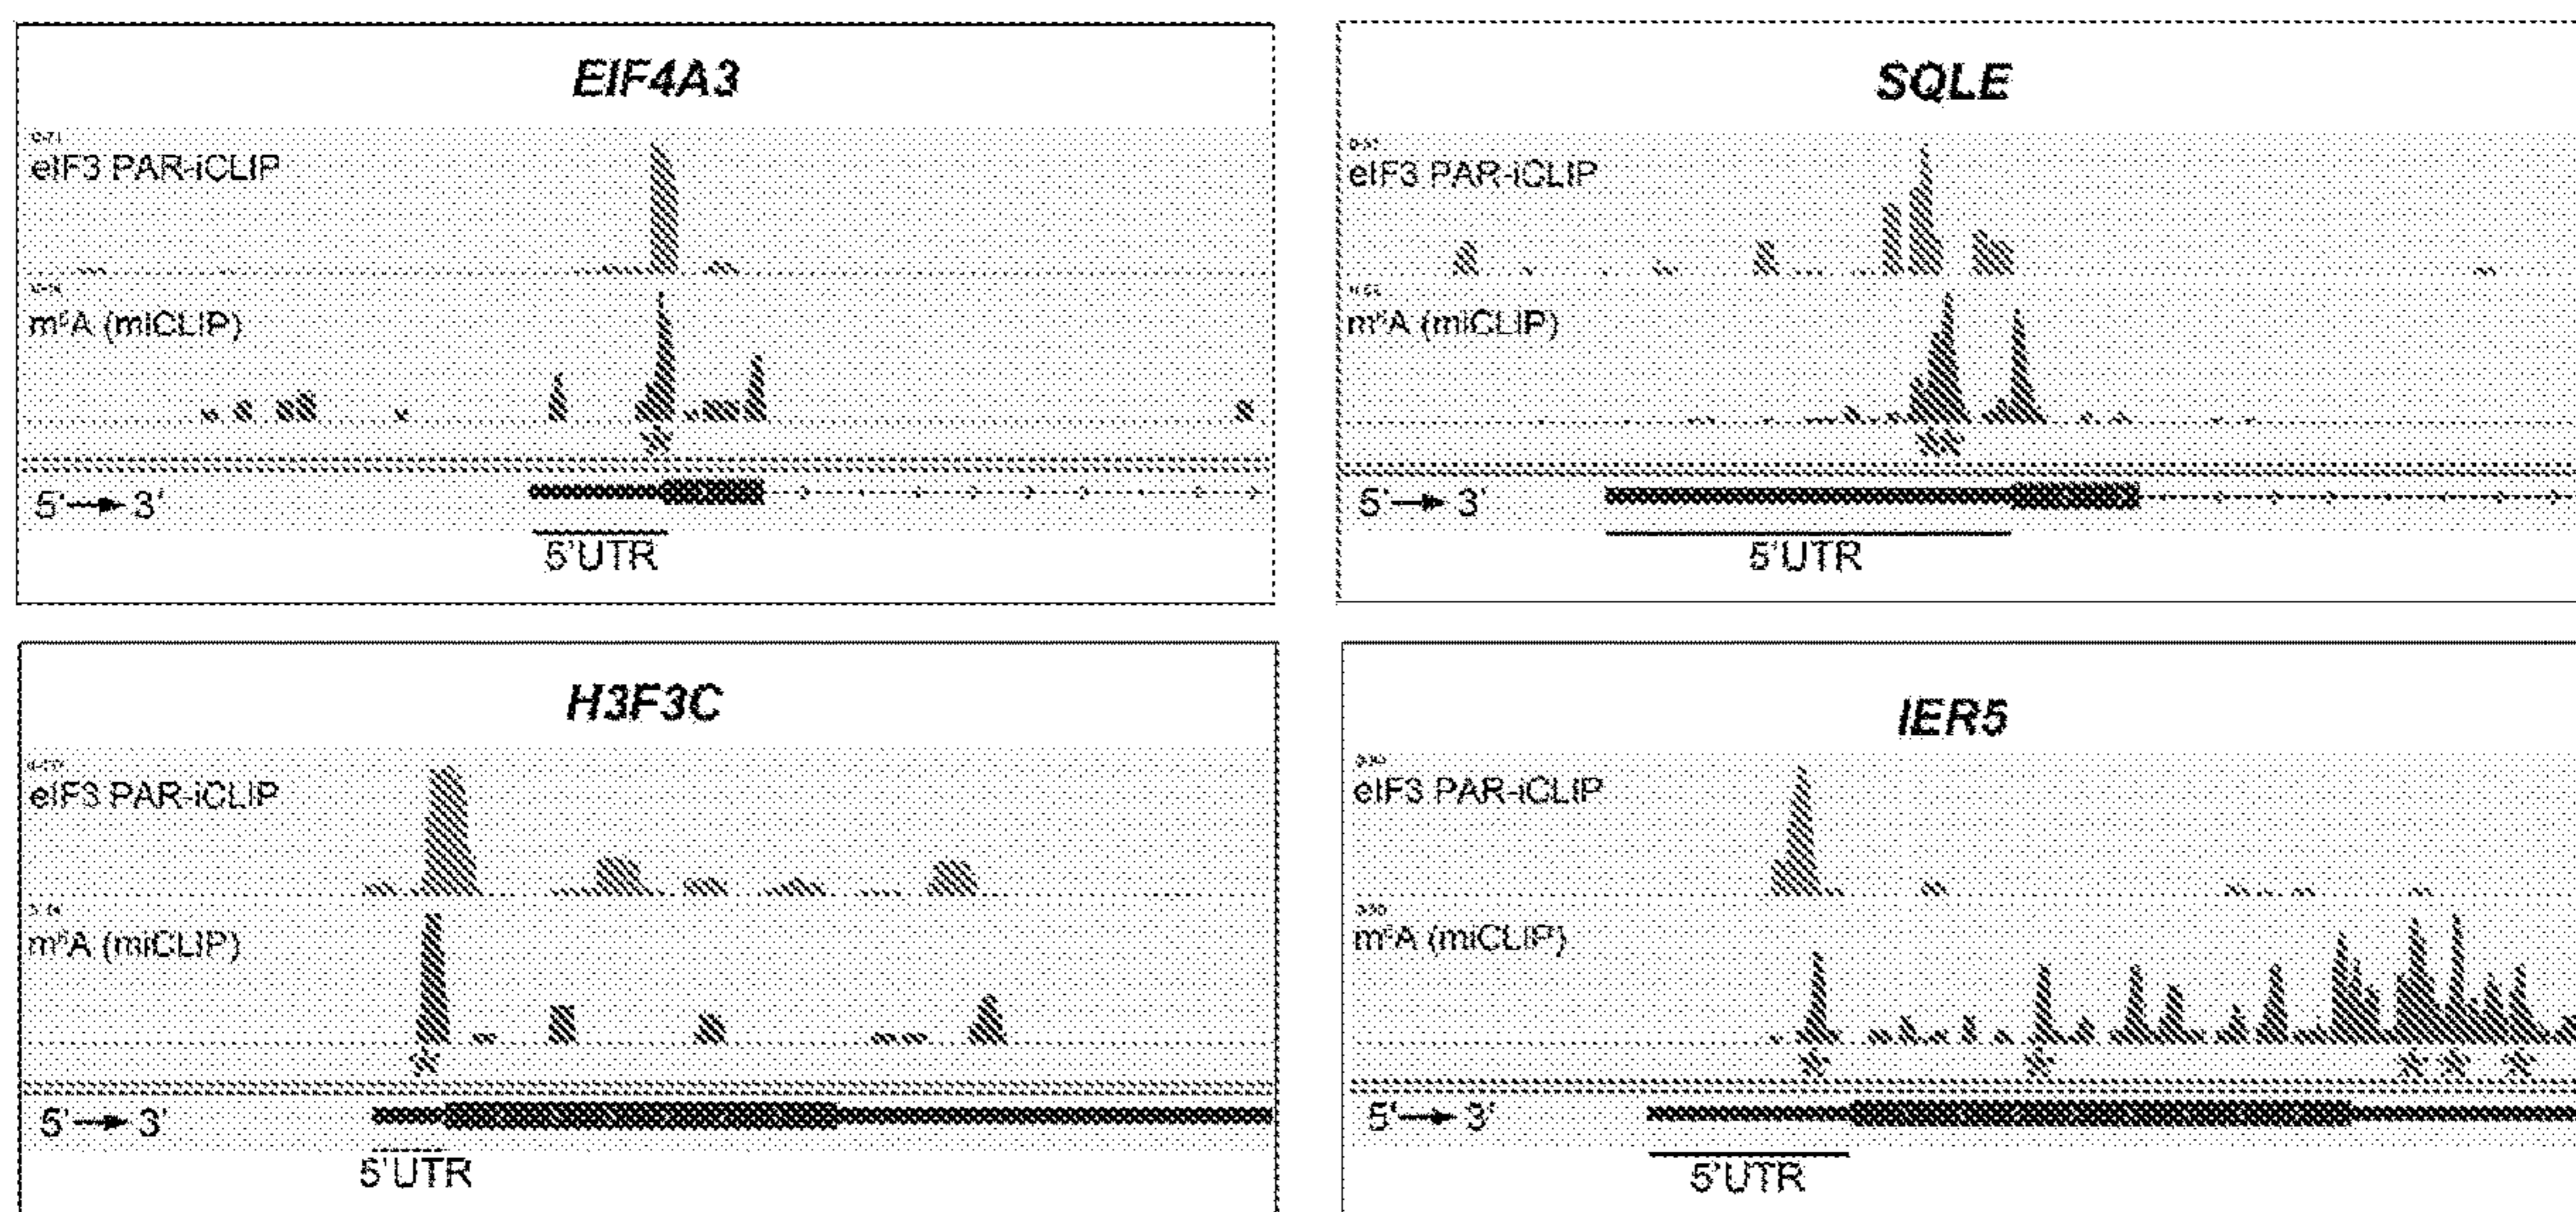 EIF4A3
eIF3 PAR-iCLIP
m⁶A (miCLIP)
5'→3'
5'UTR
SQLE
eIF3 PAR-iCLIP
m⁶A (miCLIP)
5'→3'
5'UTR
H3F3C
eIF3 PAR-iCLIP
m⁶A (miCLIP)
5'→3'
5'UTR
IER5
eIF3 PAR-iCLIP
m⁶A (miCLIP)
5'→3'
5'UTR